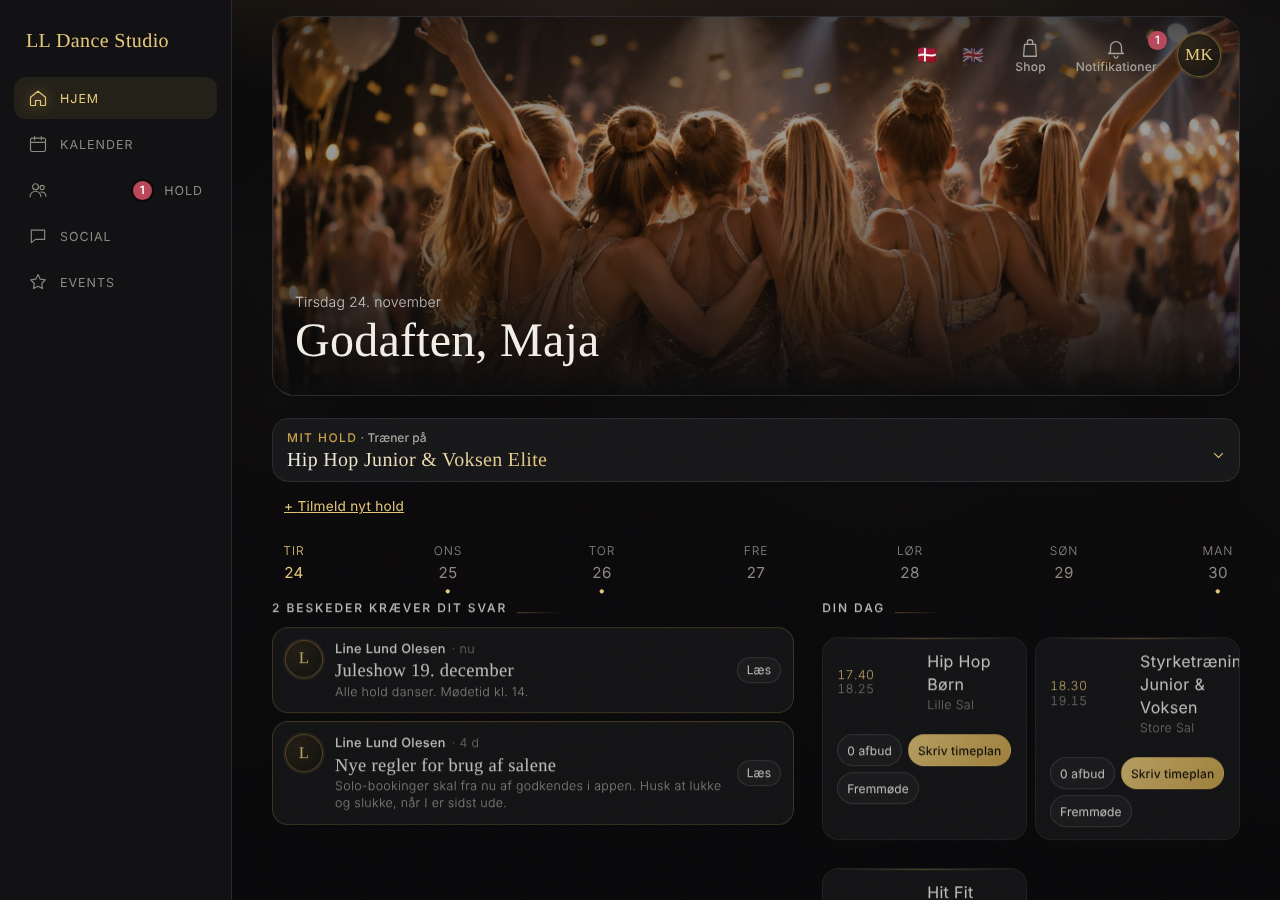 LL Dance Studio
HJEM
KALENDER
1 HOLD
SOCIAL
EVENTS
Shop
Notifikationer
1
MK
Tirsdag 24. november
Godaften, Maja
MIT HOLD · Træner på
Hip Hop Junior & Voksen Elite
+ Tilmeld nyt hold
TIR ONS TOR FRE LØR SØN MAN
24 25 26 27 28 29 30
2 BESKEDER KRÆVER DIT SVAR
L
Line Lund Olesen · nu
Juleshow 19. december
Alle hold danser. Mødetid kl. 14.
Læs
L
Line Lund Olesen · 4 d
Nye regler for brug af salene
Solo-bookinger skal fra nu af godkendes i appen. Husk at lukke
og slukke, når I er sidst ude.
Læs
DIN DAG
17.40
18.25
Hip Hop
Børn
Lille Sal
0 afbud
Skriv timeplan
Fremmøde
18.30
19.15
Styrketrænin
Junior &
Voksen
Store Sal
0 afbud
Skriv timeplan
Fremmøde
Hit Fit